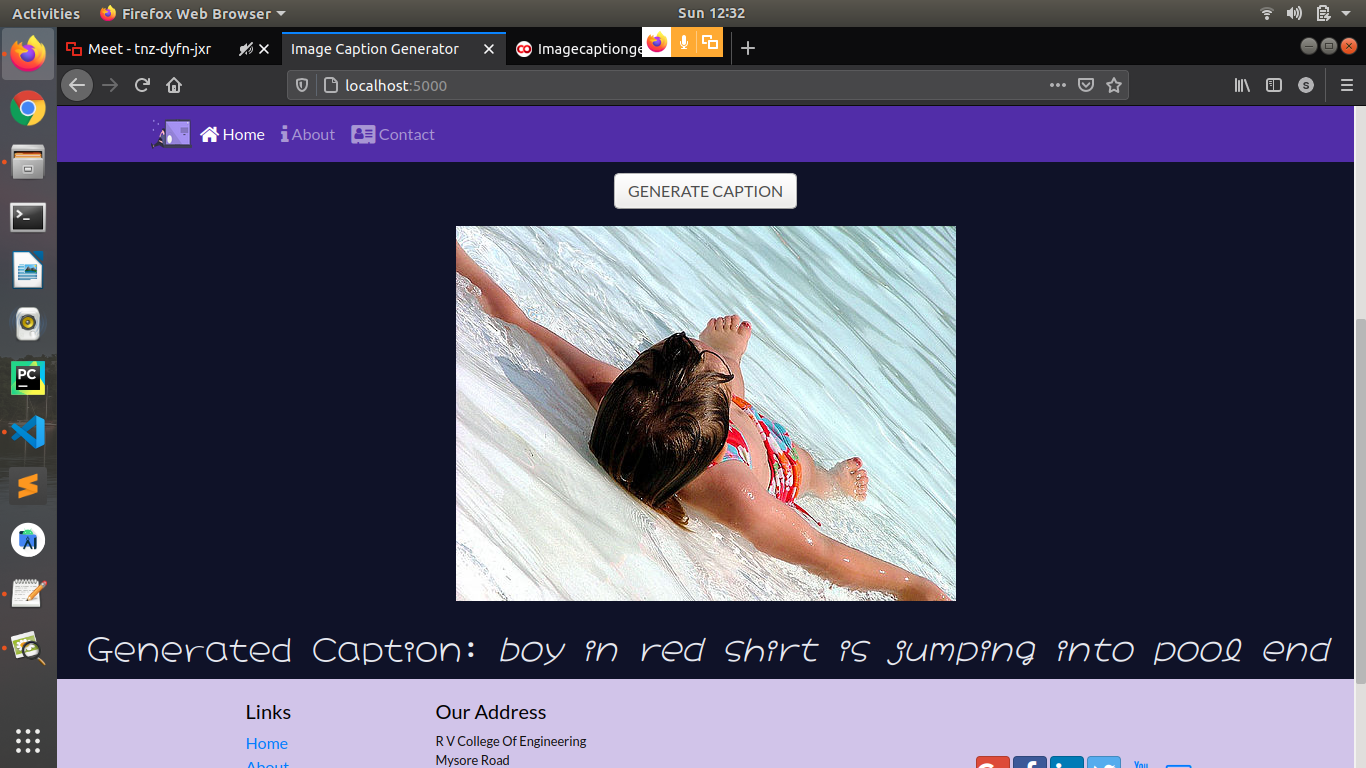 Activities Firefox Web Browser Sun 12:32
Meet - tnz-dyfn-jxr Image Caption Generator Imagecaptionge
localhost:5000 S
Home About Contact
GENERATE CAPTION
Generated Caption: boy in red shirt is jumping into pool end
Links Our Address
Home R V College Of Engineering
About Mysore Road
You